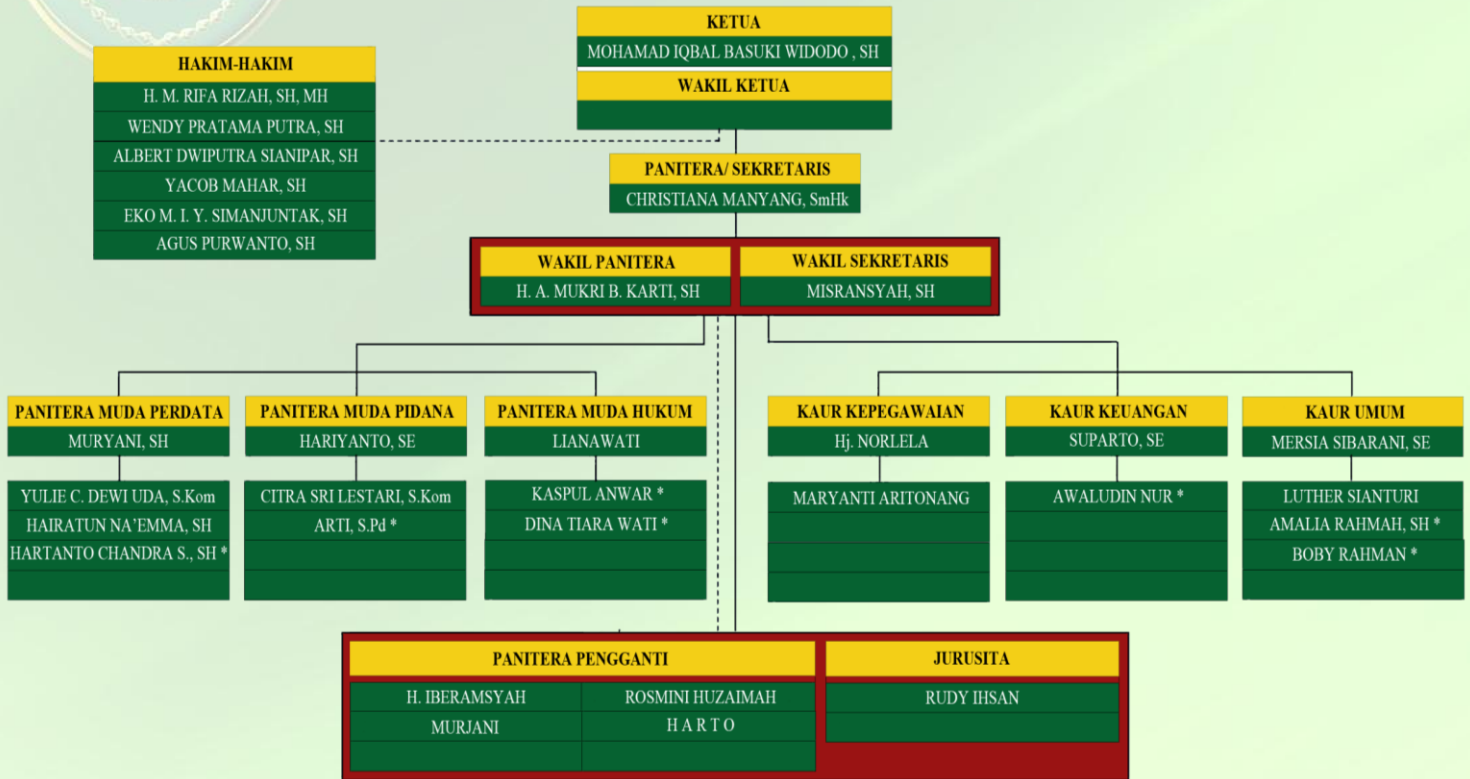 KETUA
MOHAMAD IQBAL BASUKI WIDODO , SH
WAKIL KETUA
HAKIM-HAKIM
H. M. RIFA RIZAH, SH, MH
WENDY PRATAMA PUTRA, SH
ALBERT DWIPUTRA SIANIPAR, SH
YACOB MAHAR, SH
EKO M. I. Y. SIMANJUNTAK, SH
AGUS PURWANTO, SH
PANITERA/ SEKRETARIS
CHRISTIANA MANYANG, SmHk
WAKIL PANITERA
H. A. MUKRI B. KARTI, SH
WAKIL SEKRETARIS
MISRANSYAH, SH
PANITERA MUDA PERDATA
MURYANI, SH
YULIE C. DEWI UDA, S.Kom
HAIRATUN NA’EMMA, SH
HARTANTO CHANDRA S., SH *
PANITERA MUDA PIDANA
HARIYANTO, SE
CITRA SRI LESTARI, S.Kom
ARTI, S.Pd *
PANITERA MUDA HUKUM
LIANAWATI
KASPUL ANWAR *
DINA TIARA WATI *
KAUR KEPEGAWAIAN
Hj. NORLELA
MARYANTI ARITONANG
KAUR KEUANGAN
SUPARTO, SE
AWALUDIN NUR *
KAUR UMUM
MERSIA SIBARANI, SE
LUTHER SIANTURI
AMALIA RAHMAH, SH *
BOBY RAHMAN *
PANITERA PENGGANTI
H. IBERAMSYAH
ROSMINI HUZAIMAH
MURJANI
H A R T O
JURUSITA
RUDY IHSAN